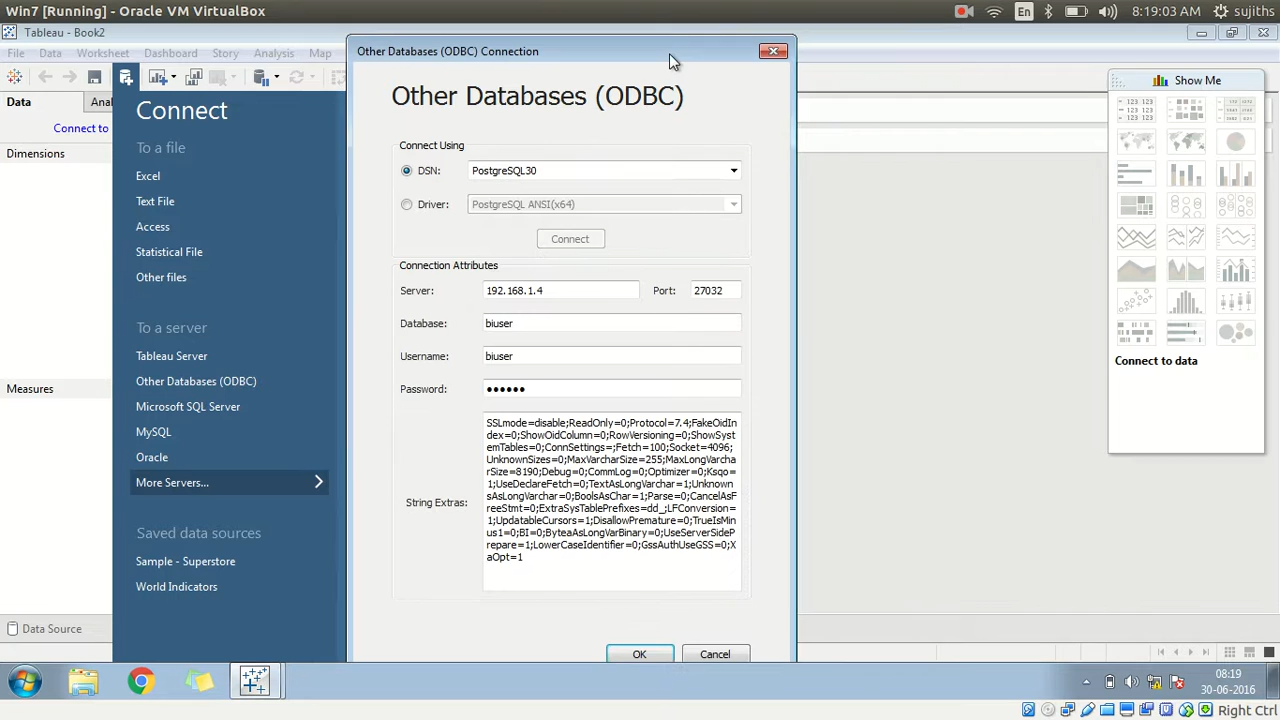 Win7 [Running] - Oracle VM VirtualBox
En
8:19:03 AM
sujiths
Tableau - Book2
File Data Worksheet Dashboard Story Analysis Map
Data
Connect to
Dimensions
Measures
Data Source
Connect
To a file
Excel
Text File
Access
Statistical File
Other files
To a server
Tableau Server
Other Databases (ODBC)
Microsoft SQL Server
MySQL
Oracle
More Servers...
Saved data sources
Sample - Superstore
World Indicators
Other Databases (ODBC) Connection
Other Databases (ODBC)
Connect Using
DSN: PostgreSQL30
Driver: PostgreSQL ANSI(x64)
Connect
Connection Attributes
Server: 192.168.1.4 Port: 27032
Database: biuser
Username: biuser
Password: ●●●●●●
String Extras:
SSLmode=disable;ReadOnly=0;Protocol=7.4;FakeOidIn
dex=0;ShowOidColumn=0;RowVersioning=0;ShowSyst
emTables=0;ConnSettings=;Fetch=100;Socket=4096;
UnknownSizes=0;MaxVarcharSize=255;MaxLongVarcha
rSize=8190;Debug=0;CommLog=0;Optimizer=0;Ksqo=
1;UseDeclareFetch=0;TextAsLongVarchar=1;Unknown
sAsLongVarchar=0;BoolsAsChar=1;Parse=0;CancelAsF
reeStmt=0;ExtraSysTablePrefixes=dd_;LFConversion=
1;UpdatableCursors=1;DisallowPremature=0;TrueIsMi
nus1=0;BI=0;ByteaAsLongVarBinary=0;UseServerSideP
repare=1;LowerCaseIdentifier=0;GssAuthUseGSS=0;X
aOpt=1
OK Cancel
Show Me
Connect to data
08:19
30-06-2016
Right Ctrl